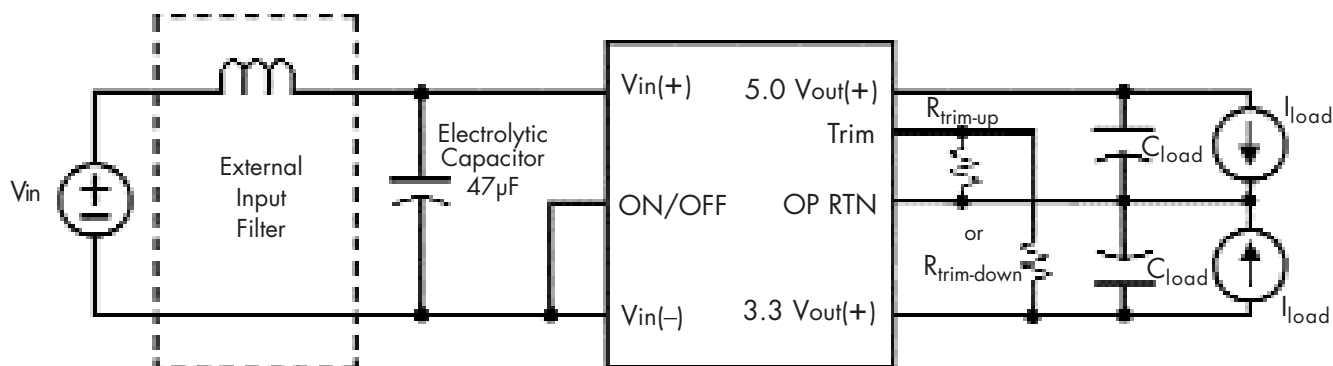 Vin
External
Input
Filter
Electrolytic
Capacitor
47µF
Vin(+)
ON/OFF
Vin(–)
5.0 Vout(+)
Trim
OP RTN
3.3 Vout(+)
Rtrim-up
or
Rtrim-down
Cload
Iload
Cload
Iload